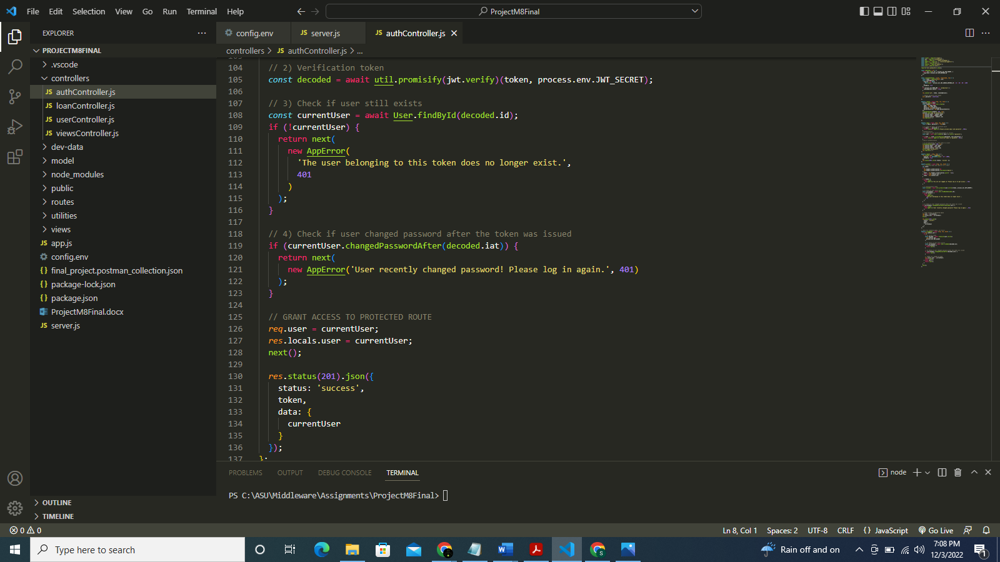 File Edit Selection View Go Run Terminal Help
ProjectM8Final
EXPLORER
PROJECTM8FINAL
.vscode
controllers
JS authController.js
JS loanController.js
JS userController.js
JS viewsController.js
dev-data
model
node_modules
public
routes
utilities
views
JS app.js
config.env
{} final_project.postman_collection.json
{} package-lock.json
{} package.json
ProjectM8Final.docx
JS server.js
OUTLINE
TIMELINE
config.env JS server.js JS authController.js
controllers > JS authController.js > ...
104 // 2) Verification token
105 const decoded = await util.promisify(jwt.verify)(token, process.env.JWT_SECRET);
106
107 // 3) Check if user still exists
108 const currentUser = await User.findById(decoded.id);
109 if (!currentUser) {
110 return next(
111 new AppError(
112 'The user belonging to this token does no longer exist.',
113 401
114 )
115 );
116 }
117
118 // 4) Check if user changed password after the token was issued
119 if (currentUser.changedPasswordAfter(decoded.iat)) {
120 return next(
121 new AppError('User recently changed password! Please log in again.', 401)
122 );
123 }
124
125 // GRANT ACCESS TO PROTECTED ROUTE
126 req.user = currentUser;
127 res.locals.user = currentUser;
128 next();
129
130 res.status(201).json({
131 status: 'success',
132 token,
133 data: {
134 currentUser
135 }
136 });
137 };
PROBLEMS OUTPUT DEBUG CONSOLE TERMINAL
node
PS C:\ASU\Middleware\Assignments\ProjectM8Final>
0 0
Ln 8, Col 1 Spaces: 2 UTF-8 CRLF {} JavaScript Go Live
Type here to search
Rain off and on
7:08 PM
12/3/2022
1